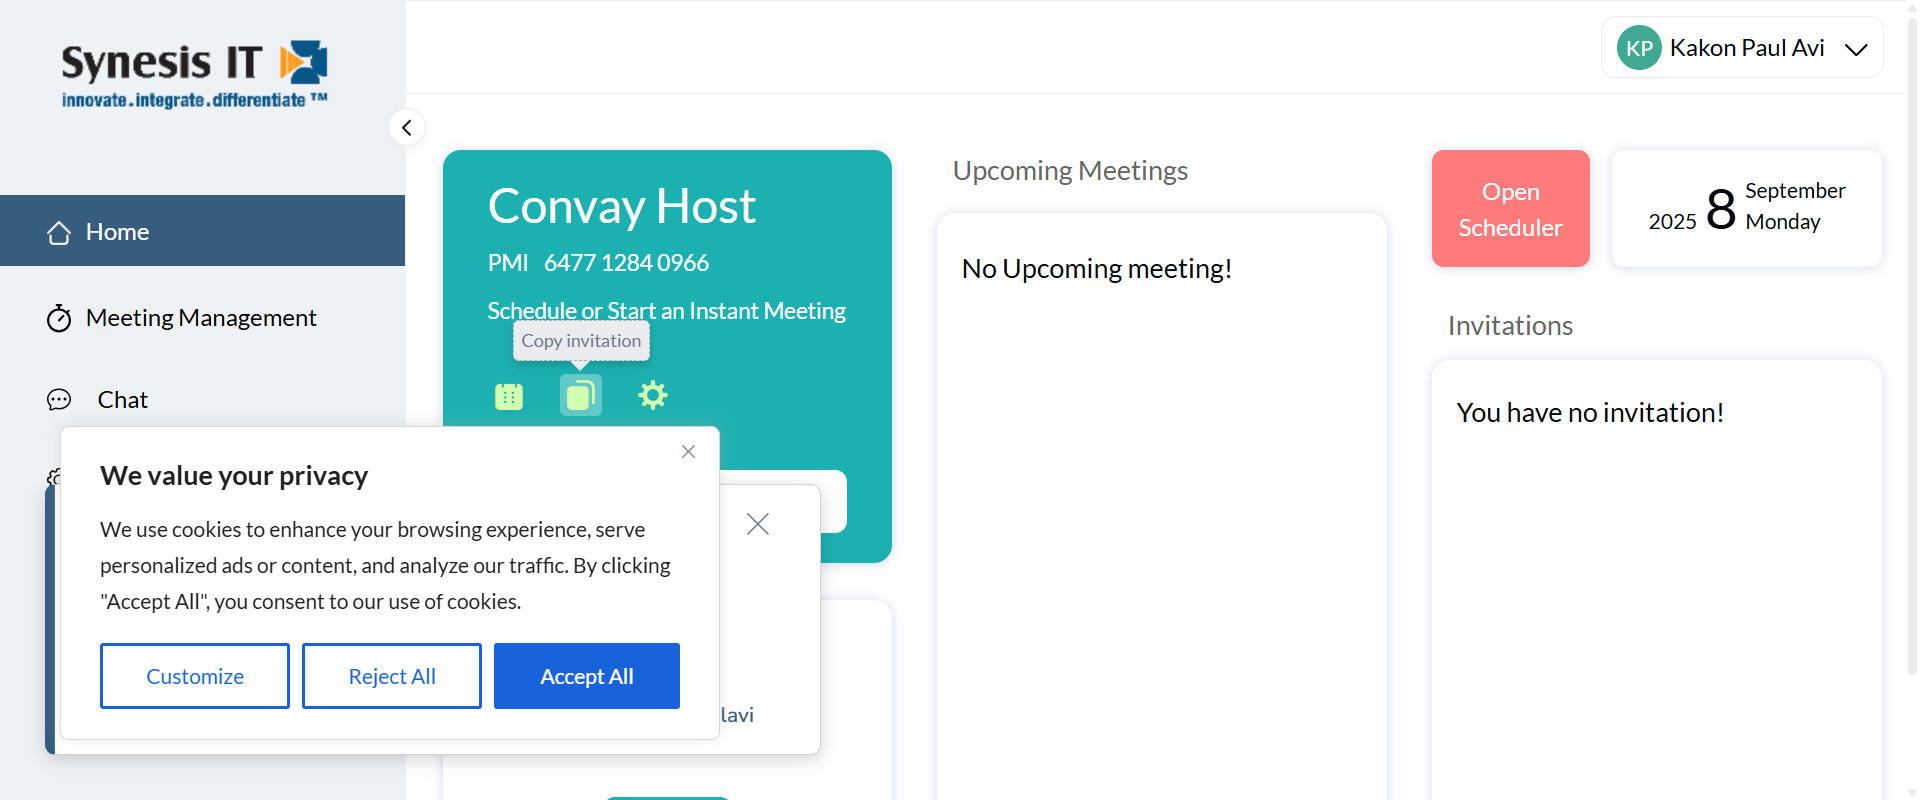 Synesis IT
innovate.integrate.differentiate ™
KP Kakon Paul Avi
Home
Meeting Management
Chat
Convay Host
PMI 6477 1284 0966
Schedule or Start an Instant Meeting
Copy invitation
Upcoming Meetings
No Upcoming meeting!
Open
Scheduler
2025 8 September
Monday
Invitations
You have no invitation!
We value your privacy
We use cookies to enhance your browsing experience, serve
personalized ads or content, and analyze our traffic. By clicking
"Accept All", you consent to our use of cookies.
Customize
Reject All
Accept All
lavi